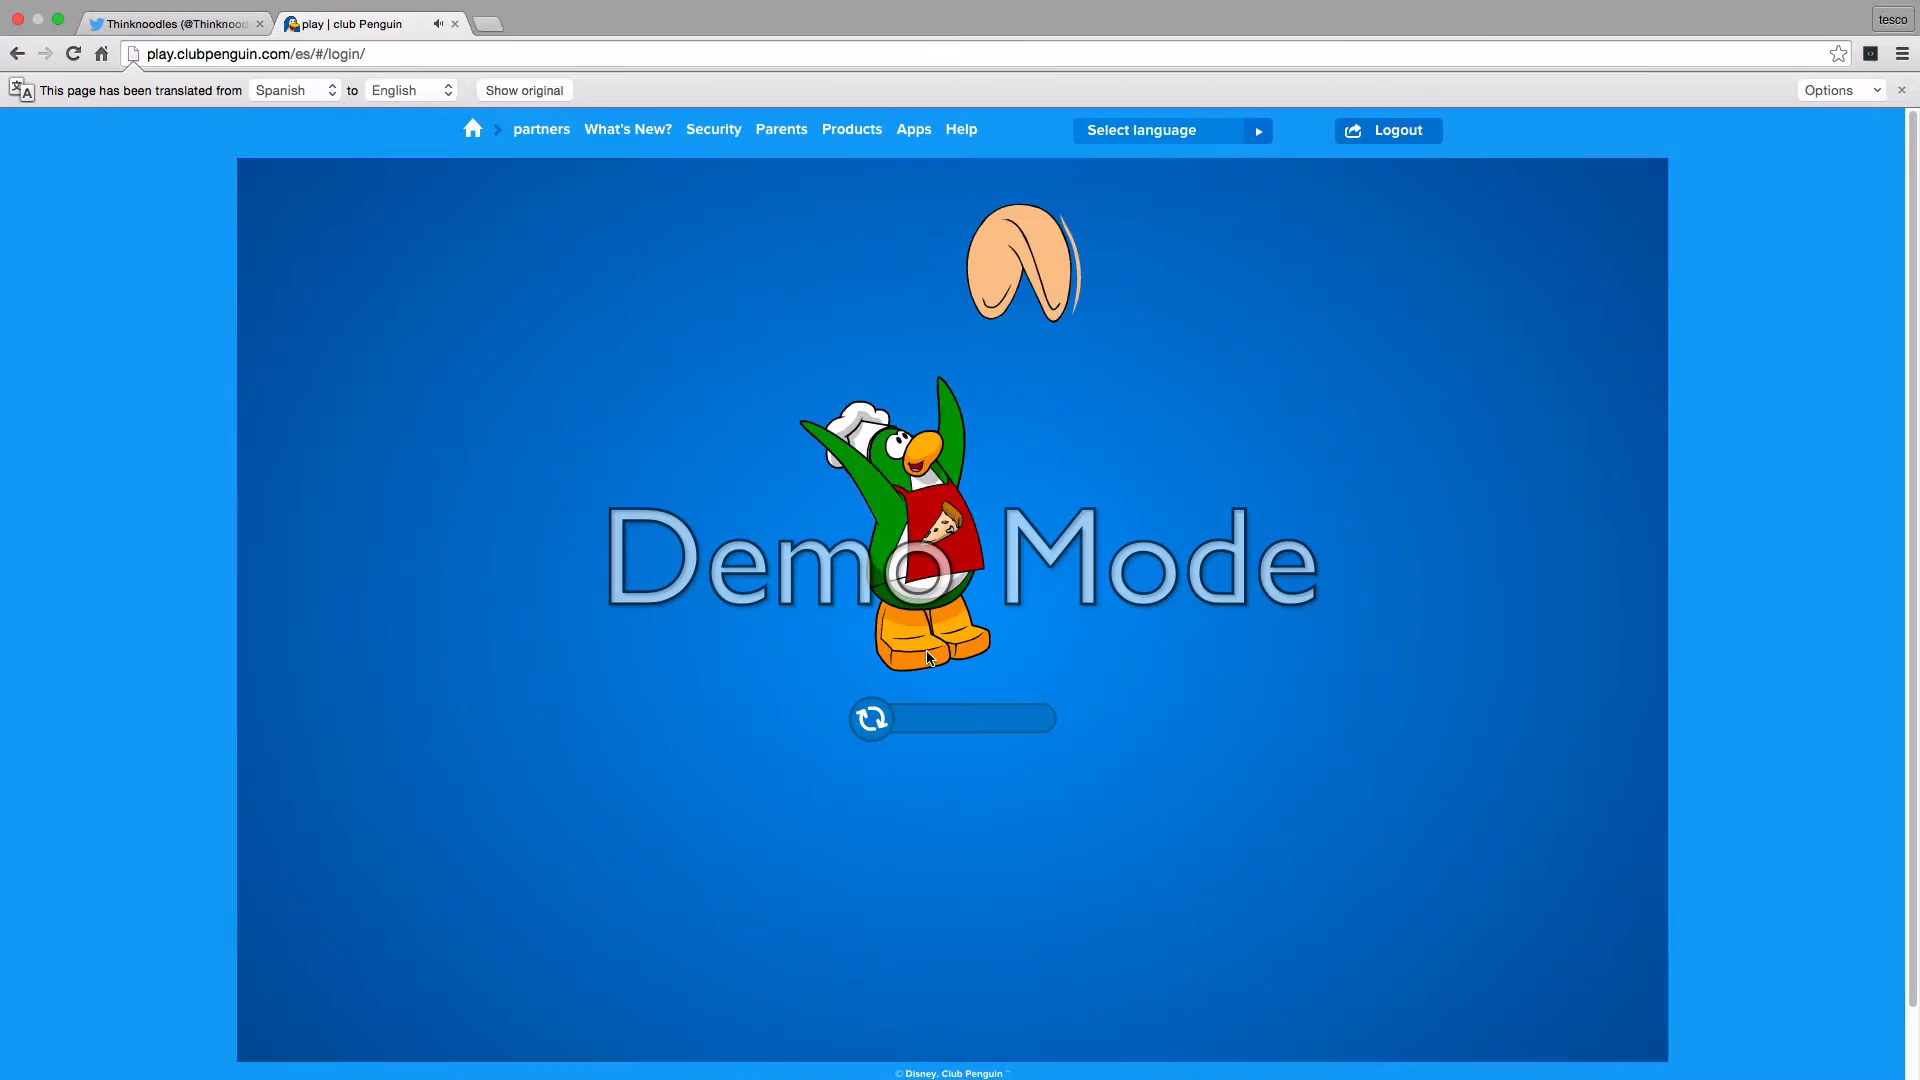 Thinknoodles (@Thinknood
play | club Penguin
tesco
play.clubpenguin.com/es/#/login/
This page has been translated from Spanish to English Show original Options
partners What's New? Security Parents Products Apps Help Select language Logout
Demo Mode
© Disney. Club Penguin ™